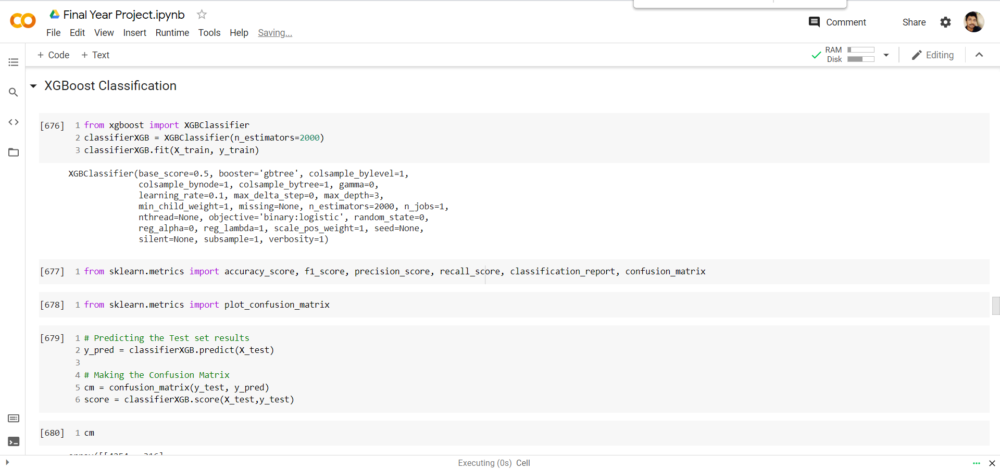 Final Year Project.ipynb
Comment
Share
File Edit View Insert Runtime Tools Help Saving...
+ Code + Text
RAM
Disk
Editing
XGBoost Classification
[676] 1 from xgboost import XGBClassifier
2 classifierXGB = XGBClassifier(n_estimators=2000)
3 classifierXGB.fit(X_train, y_train)
XGBClassifier(base_score=0.5, booster='gbtree', colsample_bylevel=1,
colsample_bynode=1, colsample_bytree=1, gamma=0,
learning_rate=0.1, max_delta_step=0, max_depth=3,
min_child_weight=1, missing=None, n_estimators=2000, n_jobs=1,
nthread=None, objective='binary:logistic', random_state=0,
reg_alpha=0, reg_lambda=1, scale_pos_weight=1, seed=None,
silent=None, subsample=1, verbosity=1)
[677] 1 from sklearn.metrics import accuracy_score, f1_score, precision_score, recall_score, classification_report, confusion_matrix
[678] 1 from sklearn.metrics import plot_confusion_matrix
[679] 1 # Predicting the Test set results
2 y_pred = classifierXGB.predict(X_test)
3
4 # Making the Confusion Matrix
5 cm = confusion_matrix(y_test, y_pred)
6 score = classifierXGB.score(X_test,y_test)
[680] 1 cm
Executing (0s) Cell